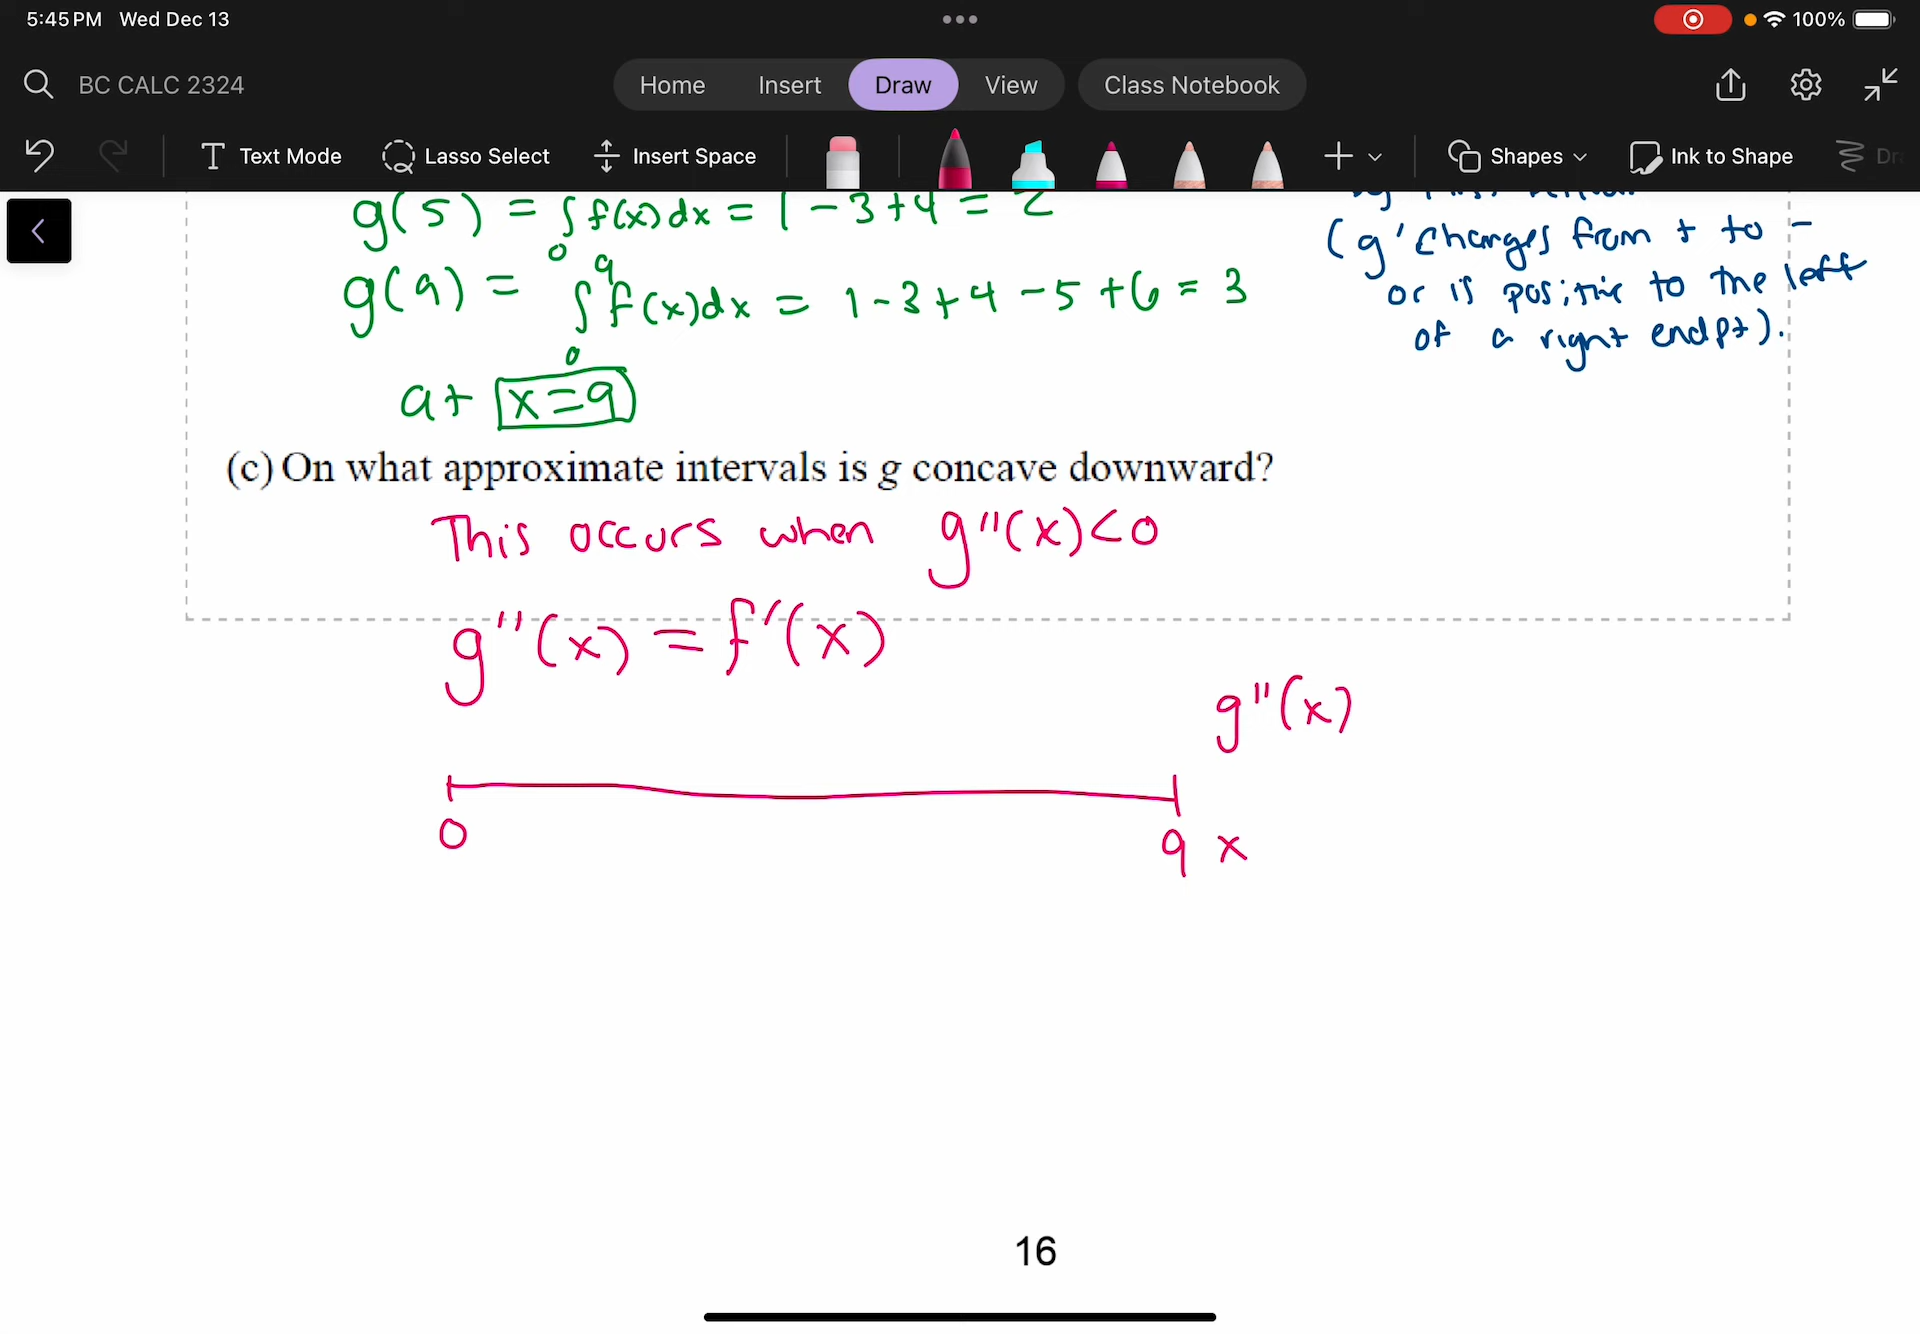 5:45 PM Wed Dec 13
100%
BC CALC 2324
Home Insert Draw View Class Notebook
Text Mode Lasso Select Insert Space Shapes Ink to Shape
g(5) = ∫ f(x)dx = 1-3+4 = 2
0
(g' changes from + to -
or is positive to the left
of a right endpt).
g(9) = ∫₀⁹ f(x)dx = 1-3+4-5+6 = 3
at x=9
(c) On what approximate intervals is g concave downward?
This occurs when g''(x)<0
g''(x) = f'(x)
g''(x)
0 9 x
16